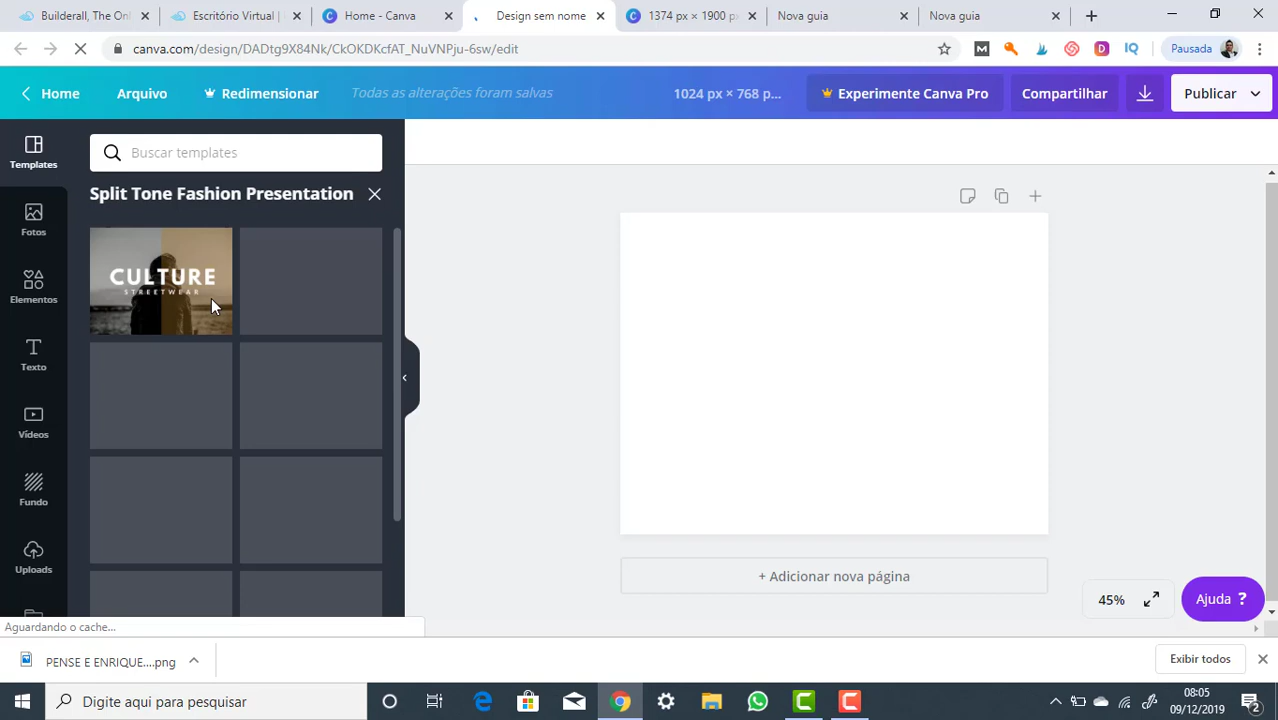 Builderall, The Onl
Escritório Virtual |
Home - Canva
Design sem nome
1374 px × 1900 px
Nova guia
Nova guia
canva.com/design/DADtg9X84Nk/CkOKDKcfAT_NuVNPju-6sw/edit
Pausada
Home
Arquivo
Redimensionar
Todas as alterações foram salvas
1024 px × 768 p...
Experimente Canva Pro
Compartilhar
Publicar
Templates
Buscar templates
Split Tone Fashion Presentation
Fotos
CULTURE
STREETWEAR
Elementos
Texto
Vídeos
Fundo
Uploads
+ Adicionar nova página
45%
Ajuda ?
Aguardando o cache...
PENSE E ENRIQUE....png
Exibir todos
Digite aqui para pesquisar
08:05
09/12/2019
2